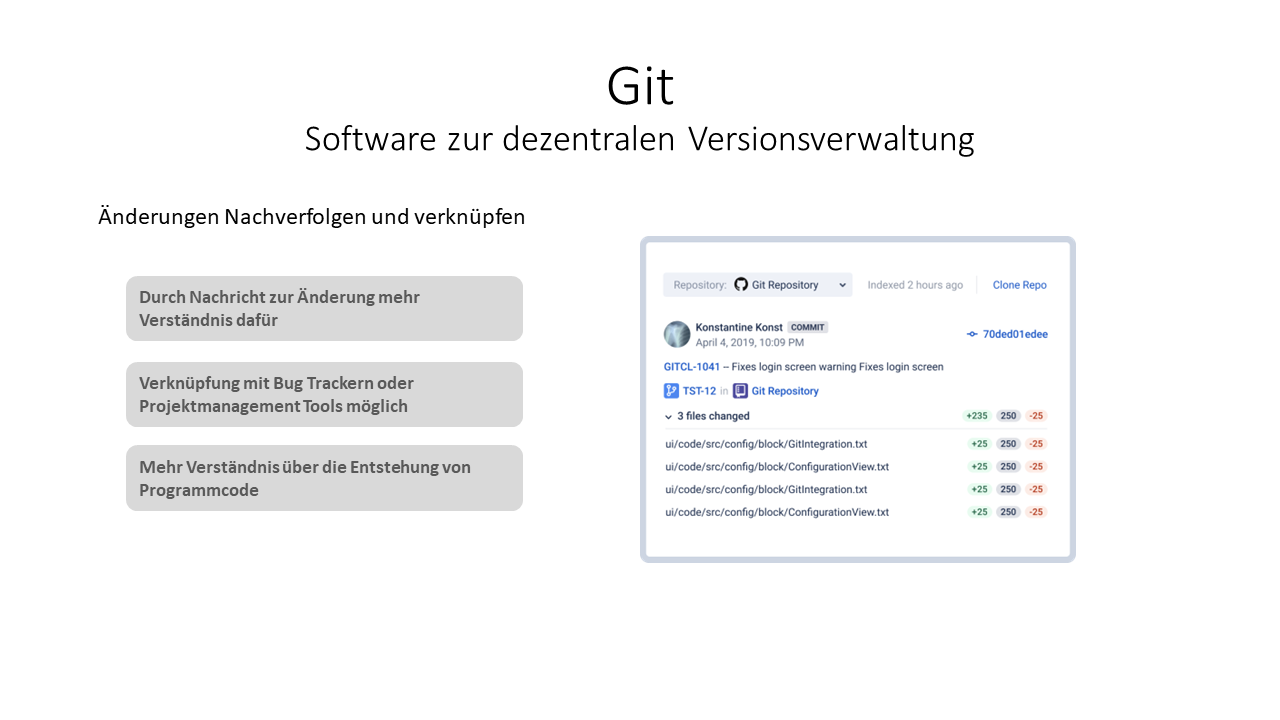 Git
Software zur dezentralen Versionsverwaltung
Änderungen Nachverfolgen und verknüpfen
Durch Nachricht zur Änderung mehr
Verständnis dafür
Verknüpfung mit Bug Trackern oder
Projektmanagement Tools möglich
Mehr Verständnis über die Entstehung von
Programmcode
Repository: Git Repository Indexed 2 hours ago Clone Repo
Konstantine Konst COMMIT
April 4, 2019, 10:09 PM
70ded01edee
GITCL-1041 – Fixes login screen warning Fixes login screen
TST-12 in Git Repository
3 files changed +235 250 -25
ui/code/src/config/block/GitIntegration.txt +25 250 -25
ui/code/src/config/block/ConfigurationView.txt +25 250 -25
ui/code/src/config/block/GitIntegration.txt +25 250 -25
ui/code/src/config/block/ConfigurationView.txt +25 250 -25